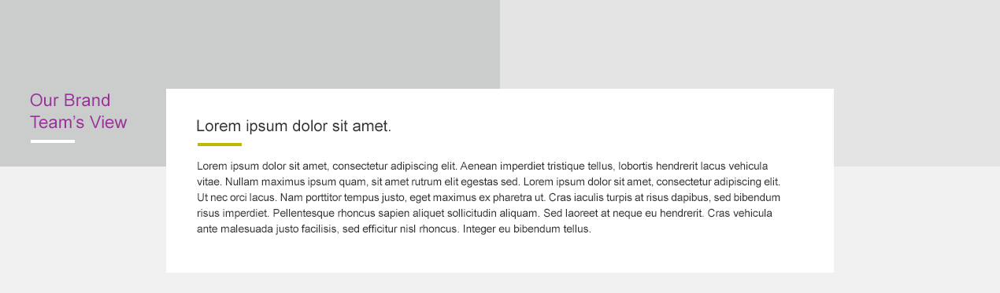 Our Brand
Team’s View
Lorem ipsum dolor sit amet.
Lorem ipsum dolor sit amet, consectetur adipiscing elit. Aenean imperdiet tristique tellus, lobortis hendrerit lacus vehicula
vitae. Nullam maximus ipsum quam, sit amet rutrum elit egestas sed. Lorem ipsum dolor sit amet, consectetur adipiscing elit.
Ut nec orci lacus. Nam porttitor tempus justo, eget maximus ex pharetra ut. Cras iaculis turpis at risus dapibus, sed bibendum
risus imperdiet. Pellentesque rhoncus sapien aliquet sollicitudin aliquam. Sed laoreet at neque eu hendrerit. Cras vehicula
ante malesuada justo facilisis, sed efficitur nisl rhoncus. Integer eu bibendum tellus.